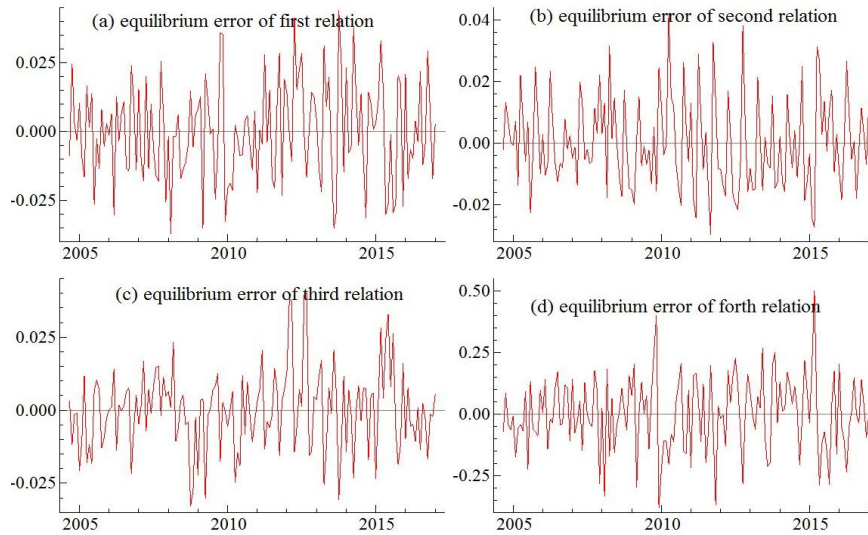 (a) equilibrium error of first relation
0.025
0.000
-0.025
2005 2010 2015
(b) equilibrium error of second relation
0.04
0.02
0.00
-0.02
2005 2010 2015
(c) equilibrium error of third relation
0.025
0.000
-0.025
2005 2010 2015
(d) equilibrium error of forth relation
0.50
0.25
0.00
-0.25
2005 2010 2015